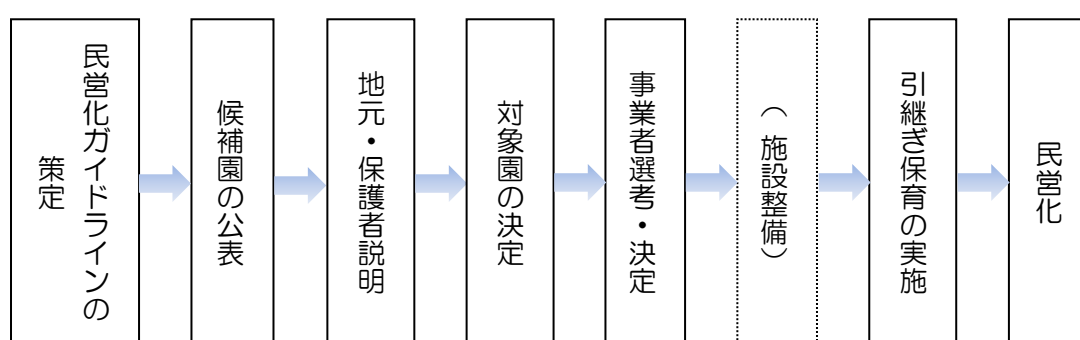 民営化ガイドラインの
策定
候補園の公表
地元・保護者説明
対象園の決定
事業者選考・決定
（ 施設整備）
引継ぎ保育の実施
民営化